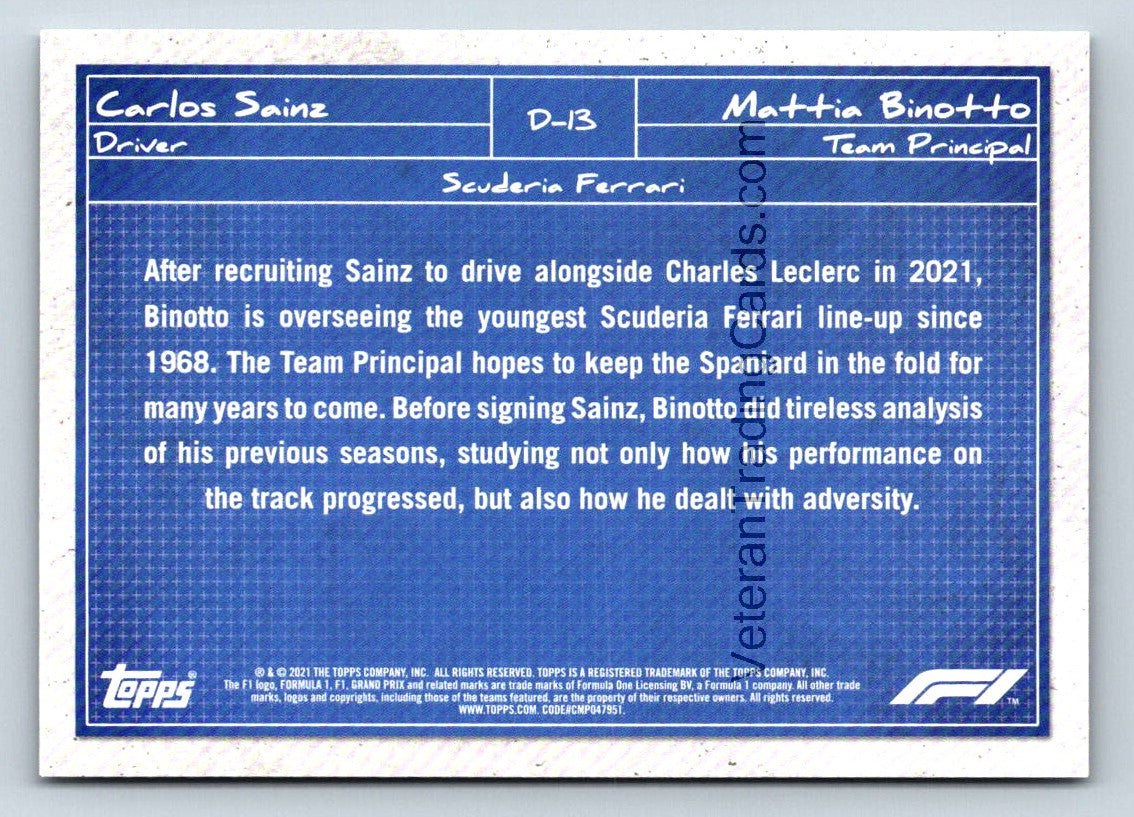 Carlos Sainz
Driver
D-13
Mattia Binotto
Team Principal
Scuderia Ferrari
After recruiting Sainz to drive alongside Charles Leclerc in 2021,
Binotto is overseeing the youngest Scuderia Ferrari line-up since
1968. The Team Principal hopes to keep the Spaniard in the fold for
many years to come. Before signing Sainz, Binotto did tireless analysis
of his previous seasons, studying not only how his performance on
the track progressed, but also how he dealt with adversity.
VeteranTradingCards.com
Topps®
® & © 2021 THE TOPPS COMPANY, INC. ALL RIGHTS RESERVED. TOPPS IS A REGISTERED TRADEMARK OF THE TOPPS COMPANY, INC.
The F1 logo, FORMULA 1, F1, GRAND PRIX and related marks are trade marks of Formula One Licensing BV, a Formula 1 company. All other trade
marks, logos and copyrights, including those of the teams featured, are the property of their respective owners. All rights reserved.
WWW.TOPPS.COM. CODE#CMP047951.
F1™